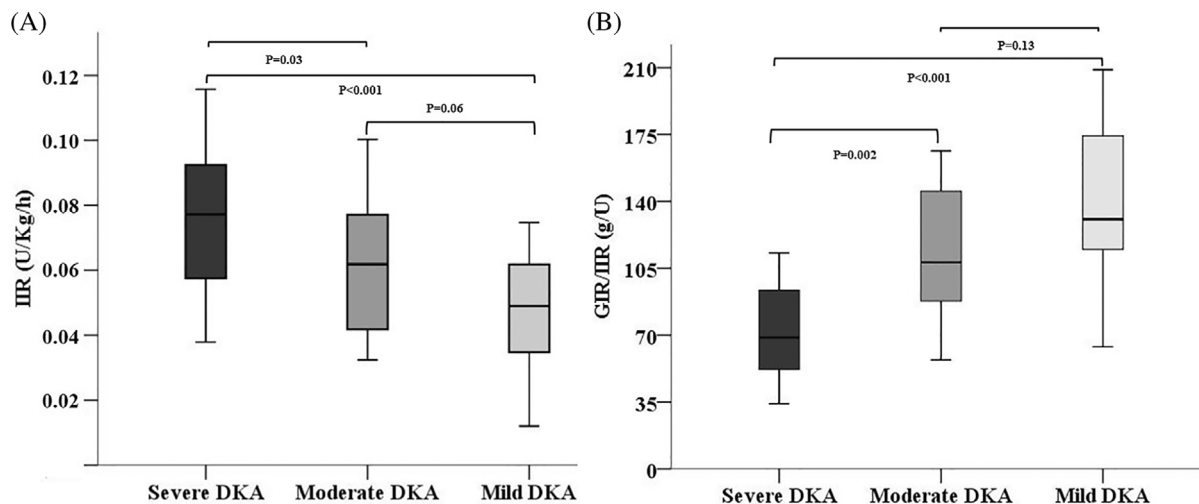 (A)
P=0.03
0.12
P<0.001
P=0.06
0.10
0.08
0.06
0.04
0.02
IIR (U/Kg/h)
Severe DKA Moderate DKA Mild DKA
(B)
P=0.13
210
P<0.001
175
P=0.002
140
105
70
35
0
GIR/IIR (g/U)
Severe DKA Moderate DKA Mild DKA